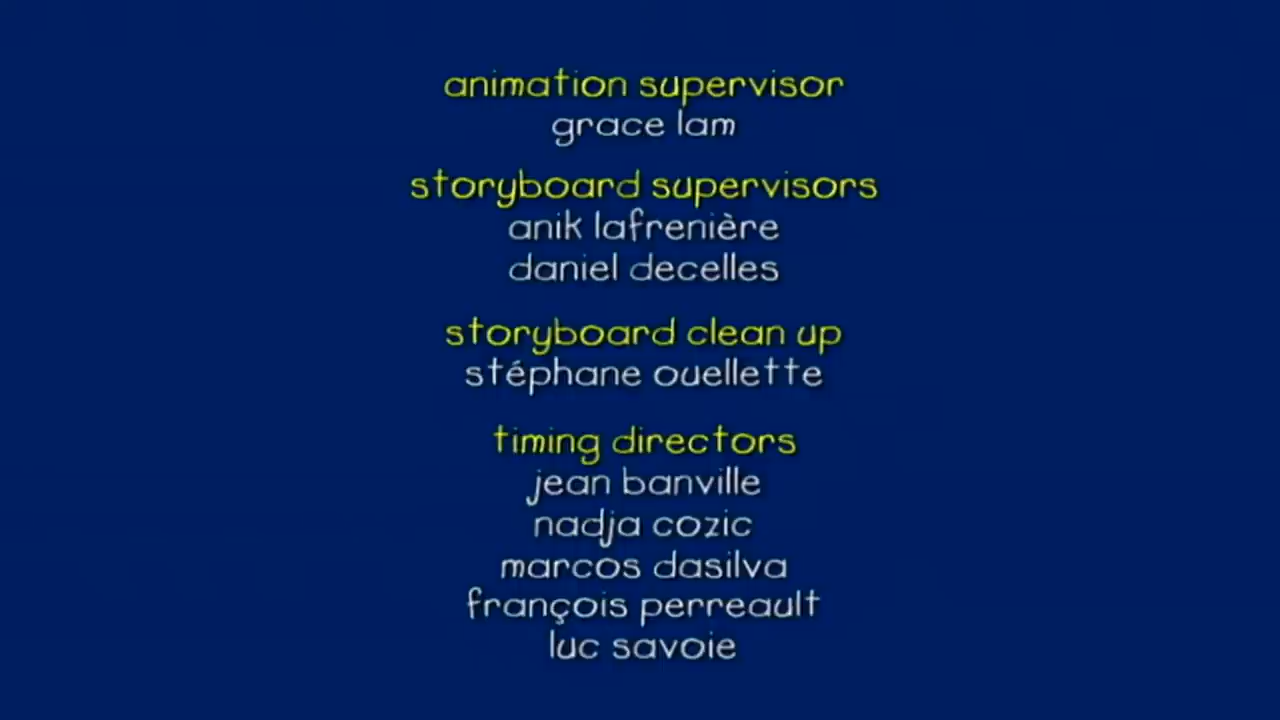 animation supervisor
grace lam
storyboard supervisors
anik lafrenière
daniel decelles
storyboard clean up
stéphane ouellette
timing directors
jean banville
nadja cozic
marcos dasilva
françois perreault
luc savoie